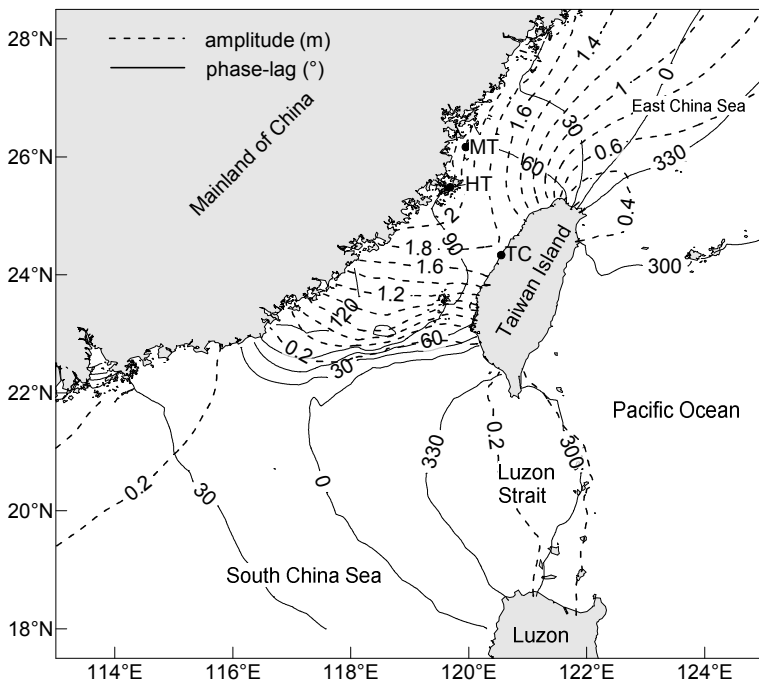 28°N
26°N
24°N
22°N
20°N
18°N
114°E
116°E
118°E
120°E
122°E
124°E
amplitude (m)
phase-lag (°)
Mainland of China
East China Sea
MT
HT
TC
Taiwan Island
Pacific Ocean
Luzon
Strait
South China Sea
Luzon
1.4
1
0
1.6
30
0.6
330
60
0.4
2
90
1.8
1.6
300
1.2
120
0.2
30
60
330
0.2
300
0
0.2
30